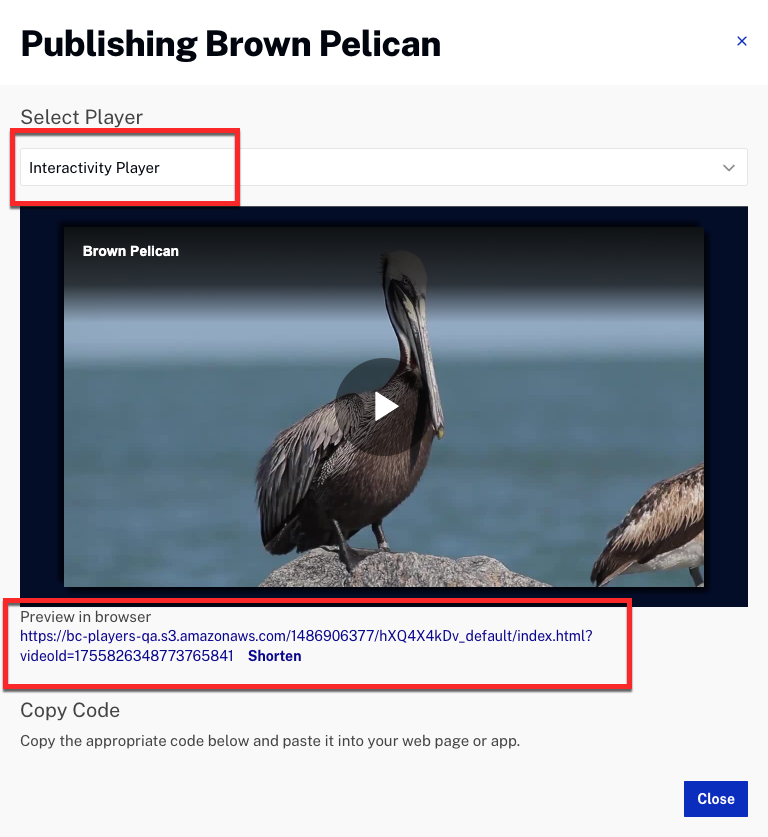 Publishing Brown Pelican
Select Player
Interactivity Player
Brown Pelican
Preview in browser
https://bc-players-qa.s3.amazonaws.com/1486906377/hXQ4X4kDv_default/index.html?
videoId=1755826348773765841 Shorten
Copy Code
Copy the appropriate code below and paste it into your web page or app.
Close